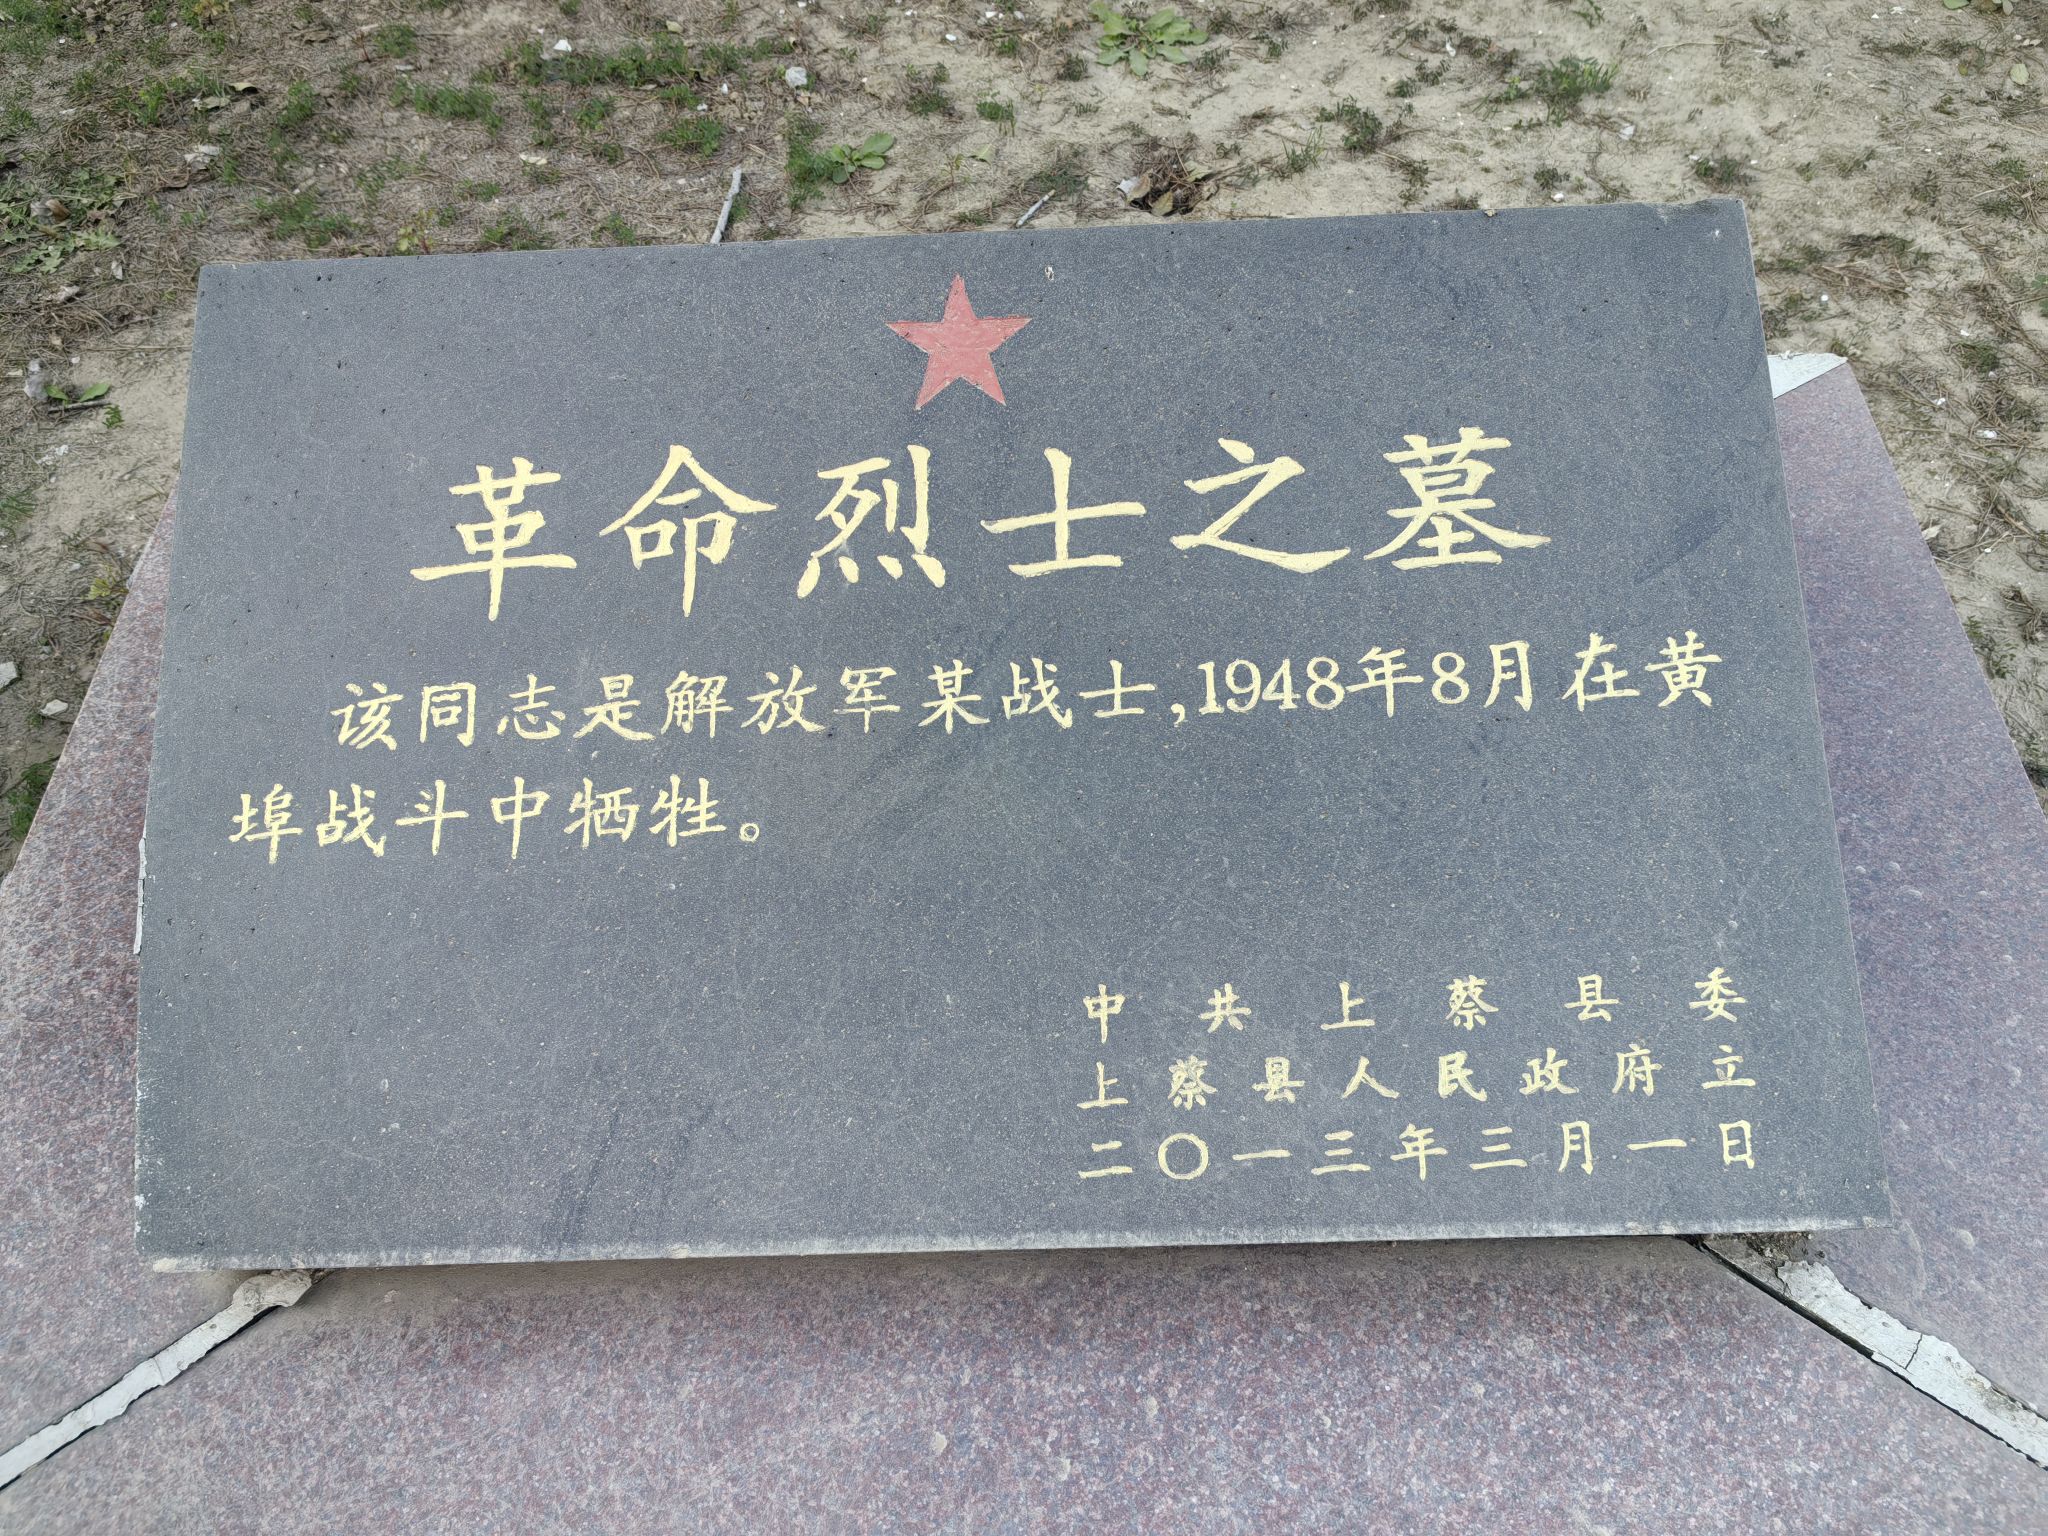 革命烈士之墓
该同志是解放军某战士,1948年8月在黄
埠战斗中牺牲。
中共上蔡县委
上蔡县人民政府立
二〇一三年三月一日